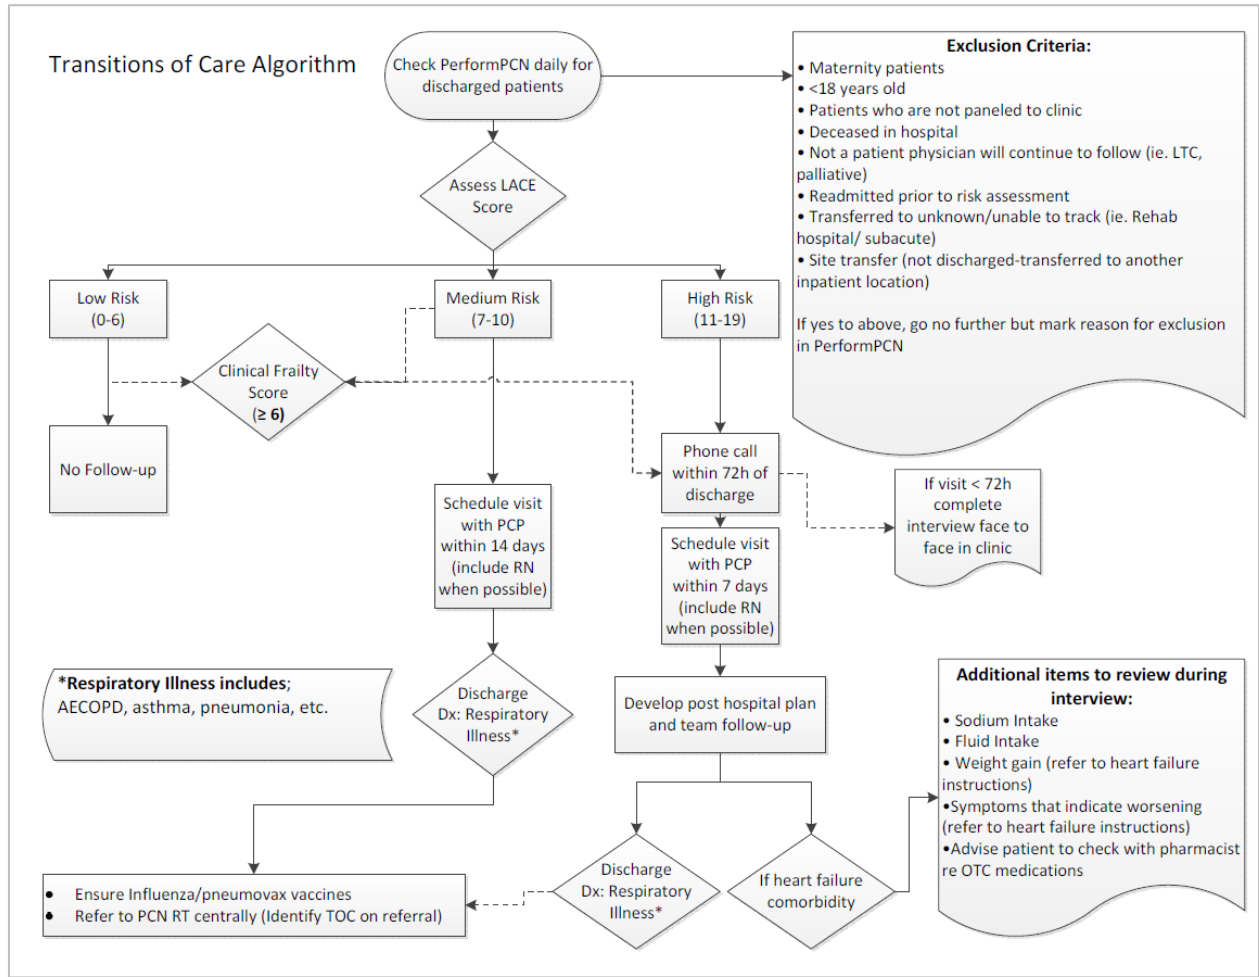 Transitions of Care Algorithm
Check PerformPCN daily for
discharged patients
Exclusion Criteria:
• Maternity patients
• <18 years old
• Patients who are not paneled to clinic
• Deceased in hospital
• Not a patient physician will continue to follow (ie. LTC,
palliative)
• Readmitted prior to risk assessment
• Transferred to unknown/unable to track (ie. Rehab
hospital/ subacute)
• Site transfer (not discharged-transferred to another
inpatient location)
If yes to above, go no further but mark reason for exclusion
in PerformPCN
Assess LACE
Score
Low Risk
(0-6)
Medium Risk
(7-10)
High Risk
(11-19)
Clinical Frailty
Score
(≥ 6)
No Follow-up
Phone call
within 72h of
discharge
If visit < 72h
complete
interview face to
face in clinic
Schedule visit
with PCP
within 14 days
(include RN
when possible)
Schedule visit
with PCP
within 7 days
(include RN
when possible)
*Respiratory Illness includes;
AECOPD, asthma, pneumonia, etc.
Discharge
Dx: Respiratory
Illness*
Develop post hospital plan
and team follow-up
Additional items to review during
interview:
• Sodium Intake
• Fluid Intake
• Weight gain (refer to heart failure
instructions)
•Symptoms that indicate worsening
(refer to heart failure instructions)
•Advise patient to check with pharmacist
re OTC medications
• Ensure Influenza/pneumovax vaccines
• Refer to PCN RT centrally (Identify TOC on referral)
Discharge
Dx: Respiratory
Illness*
If heart failure
comorbidity